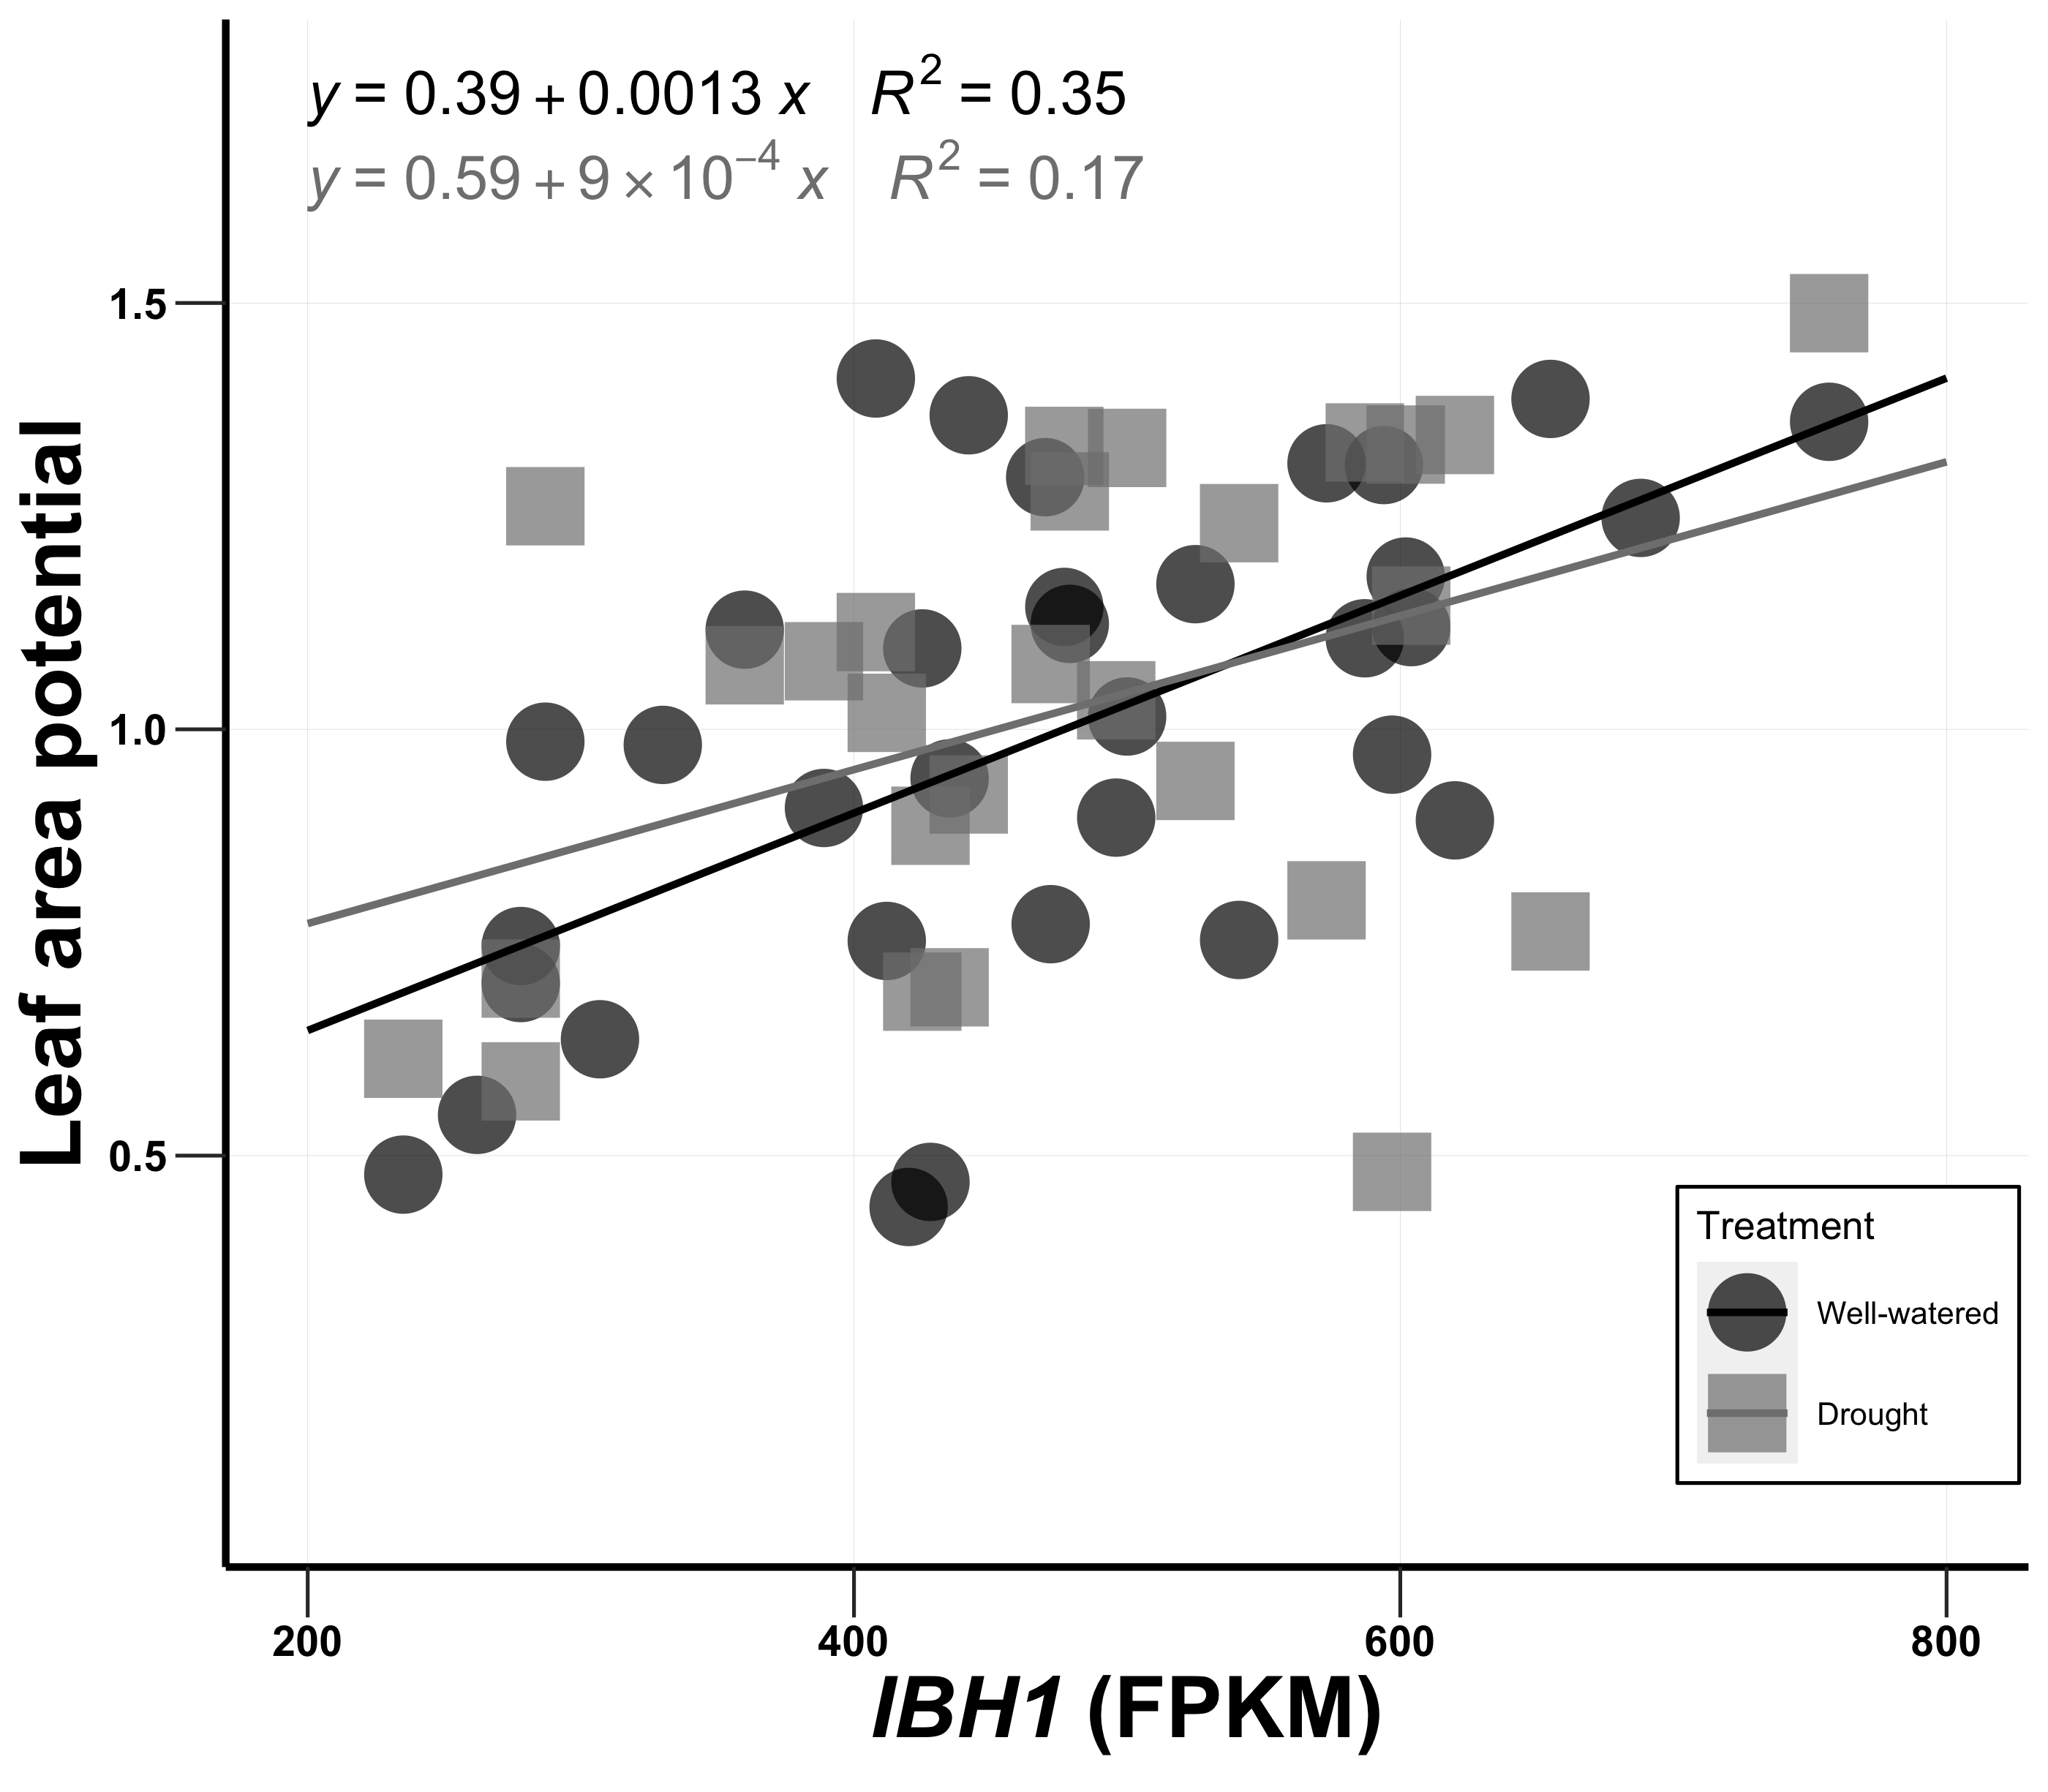 y = 0.39 + 0.0013 x R² = 0.35
y = 0.59 + 9 × 10⁻⁴ x R² = 0.17
Leaf area potential
1.5
1.0
0.5
Treatment
Well-watered
Drought
200 400 600 800
IBH1 (FPKM)